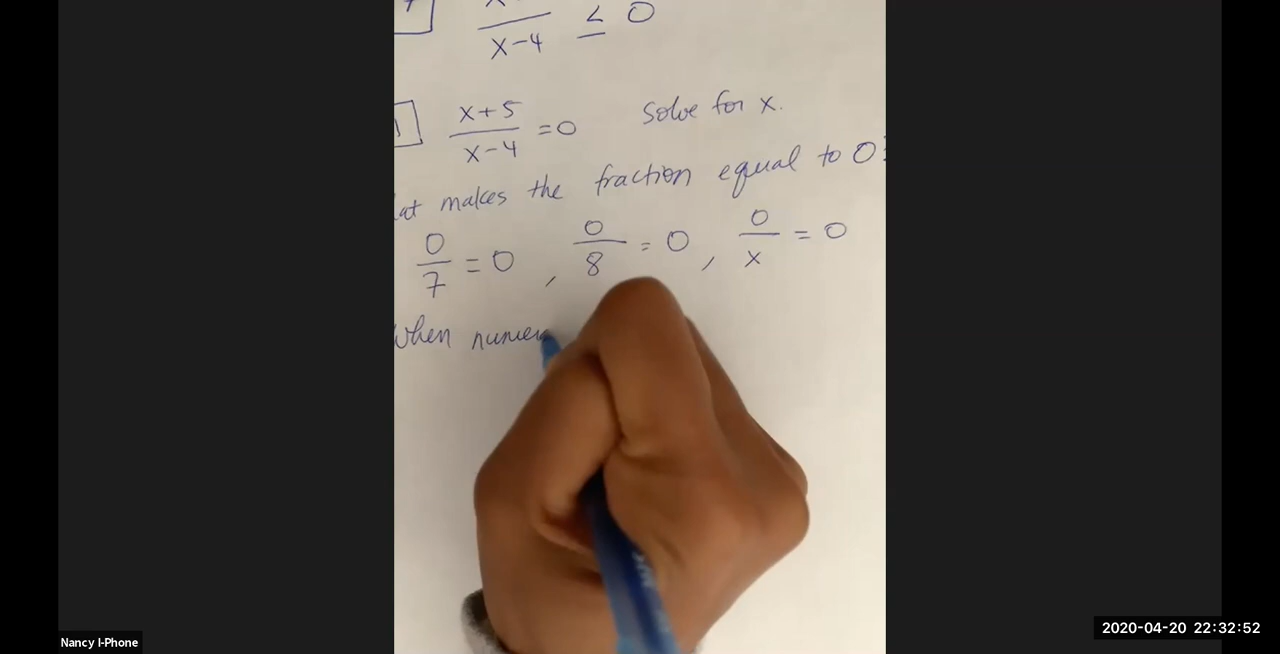 x-4 ≤ 0
x+5
x-4 =0 Solve for x.
makes the fraction equal to 0?
0/7 = 0 , 0/8 = 0 , 0/x = 0
When numer
Nancy I-Phone
2020-04-20 22:32:52